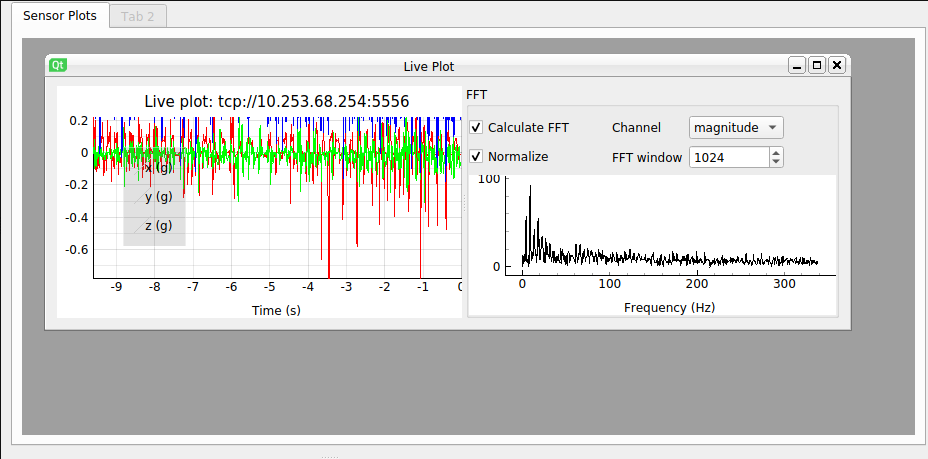 Sensor Plots Tab 2
Qt Live Plot
Live plot: tcp://10.253.68.254:5556
0.2
0
-0.2
-0.4
-0.6
x (g)
y (g)
z (g)
-9 -8 -7 -6 -5 -4 -3 -2 -1 0
Time (s)
FFT
Calculate FFT Channel magnitude
Normalize FFT window 1024
100
0
0 100 200 300
Frequency (Hz)